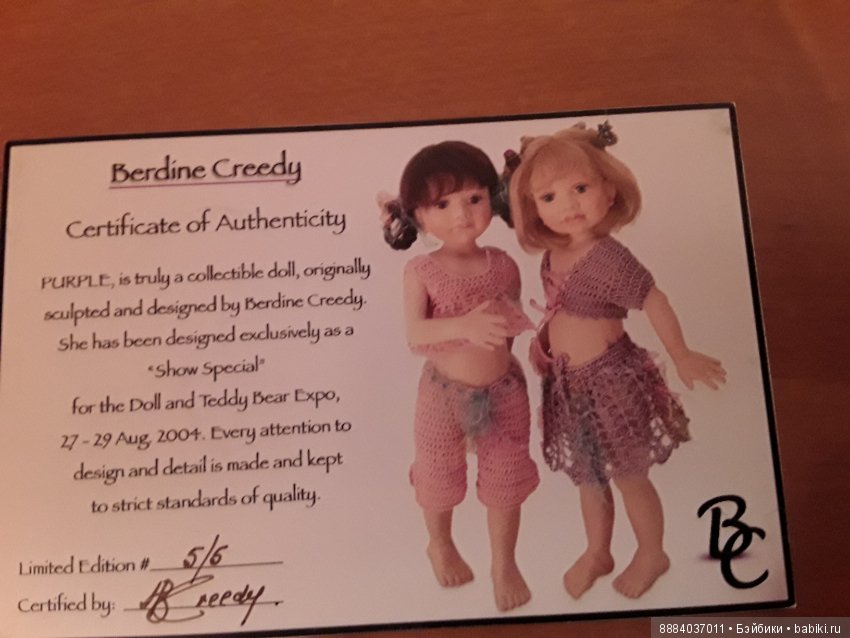 Berdine Creedy
Certificate of Authenticity
PURPLE, is truly a collectible doll, originally
sculpted and designed by Berdine Creedy.
She has been designed exclusively as a
"Show Special"
for the Doll and Teddy Bear Expo,
27 - 29 Aug, 2004. Every attention to
design and detail is made and kept
to strict standards of quality.
Limited Edition # 5/5
Certified by: B Creedy.
BC
8884037011 • Бэйбики • babiki.ru